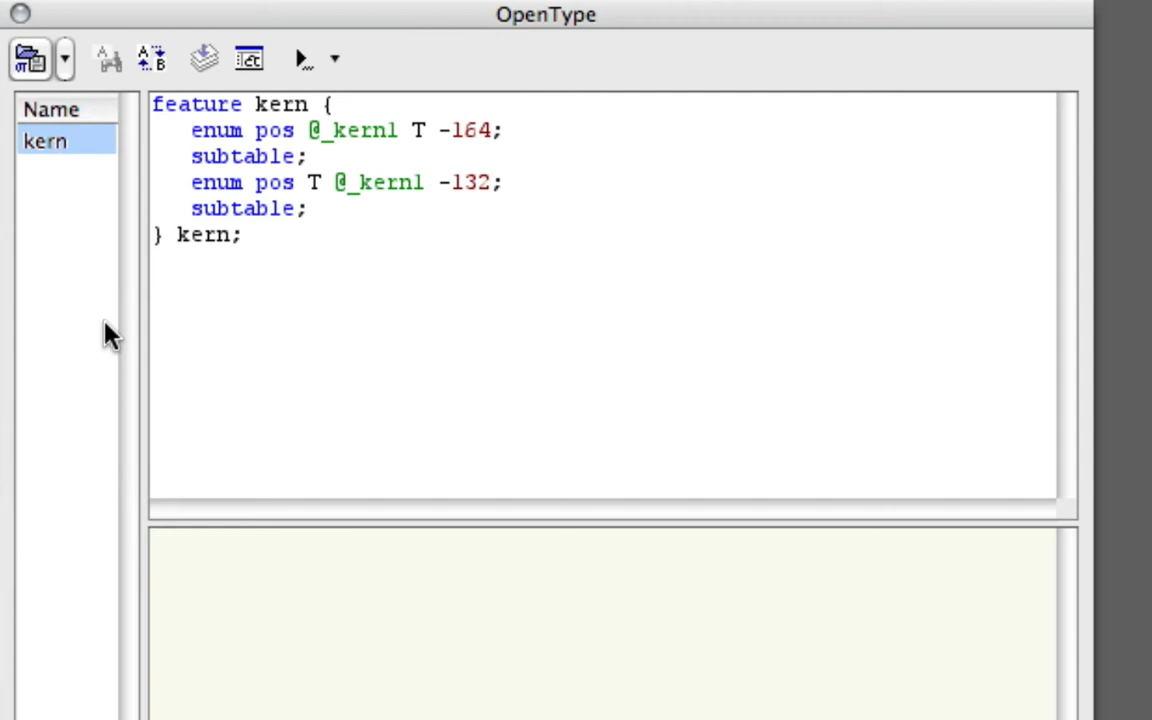 OpenType
Name
kern
feature kern {
enum pos @_kern1 T -164;
subtable;
enum pos T @_kern1 -132;
subtable;
} kern;